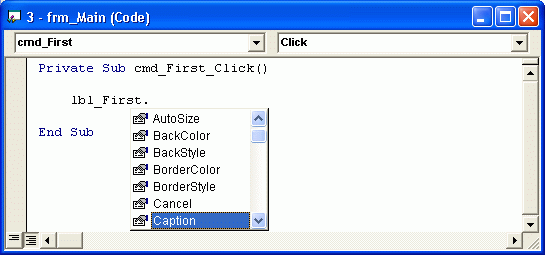 3 - frm_Main (Code)
cmd_First Click
Private Sub cmd_First_Click()
lbl_First.
End Sub
AutoSize
BackColor
BackStyle
BorderColor
BorderStyle
Cancel
Caption